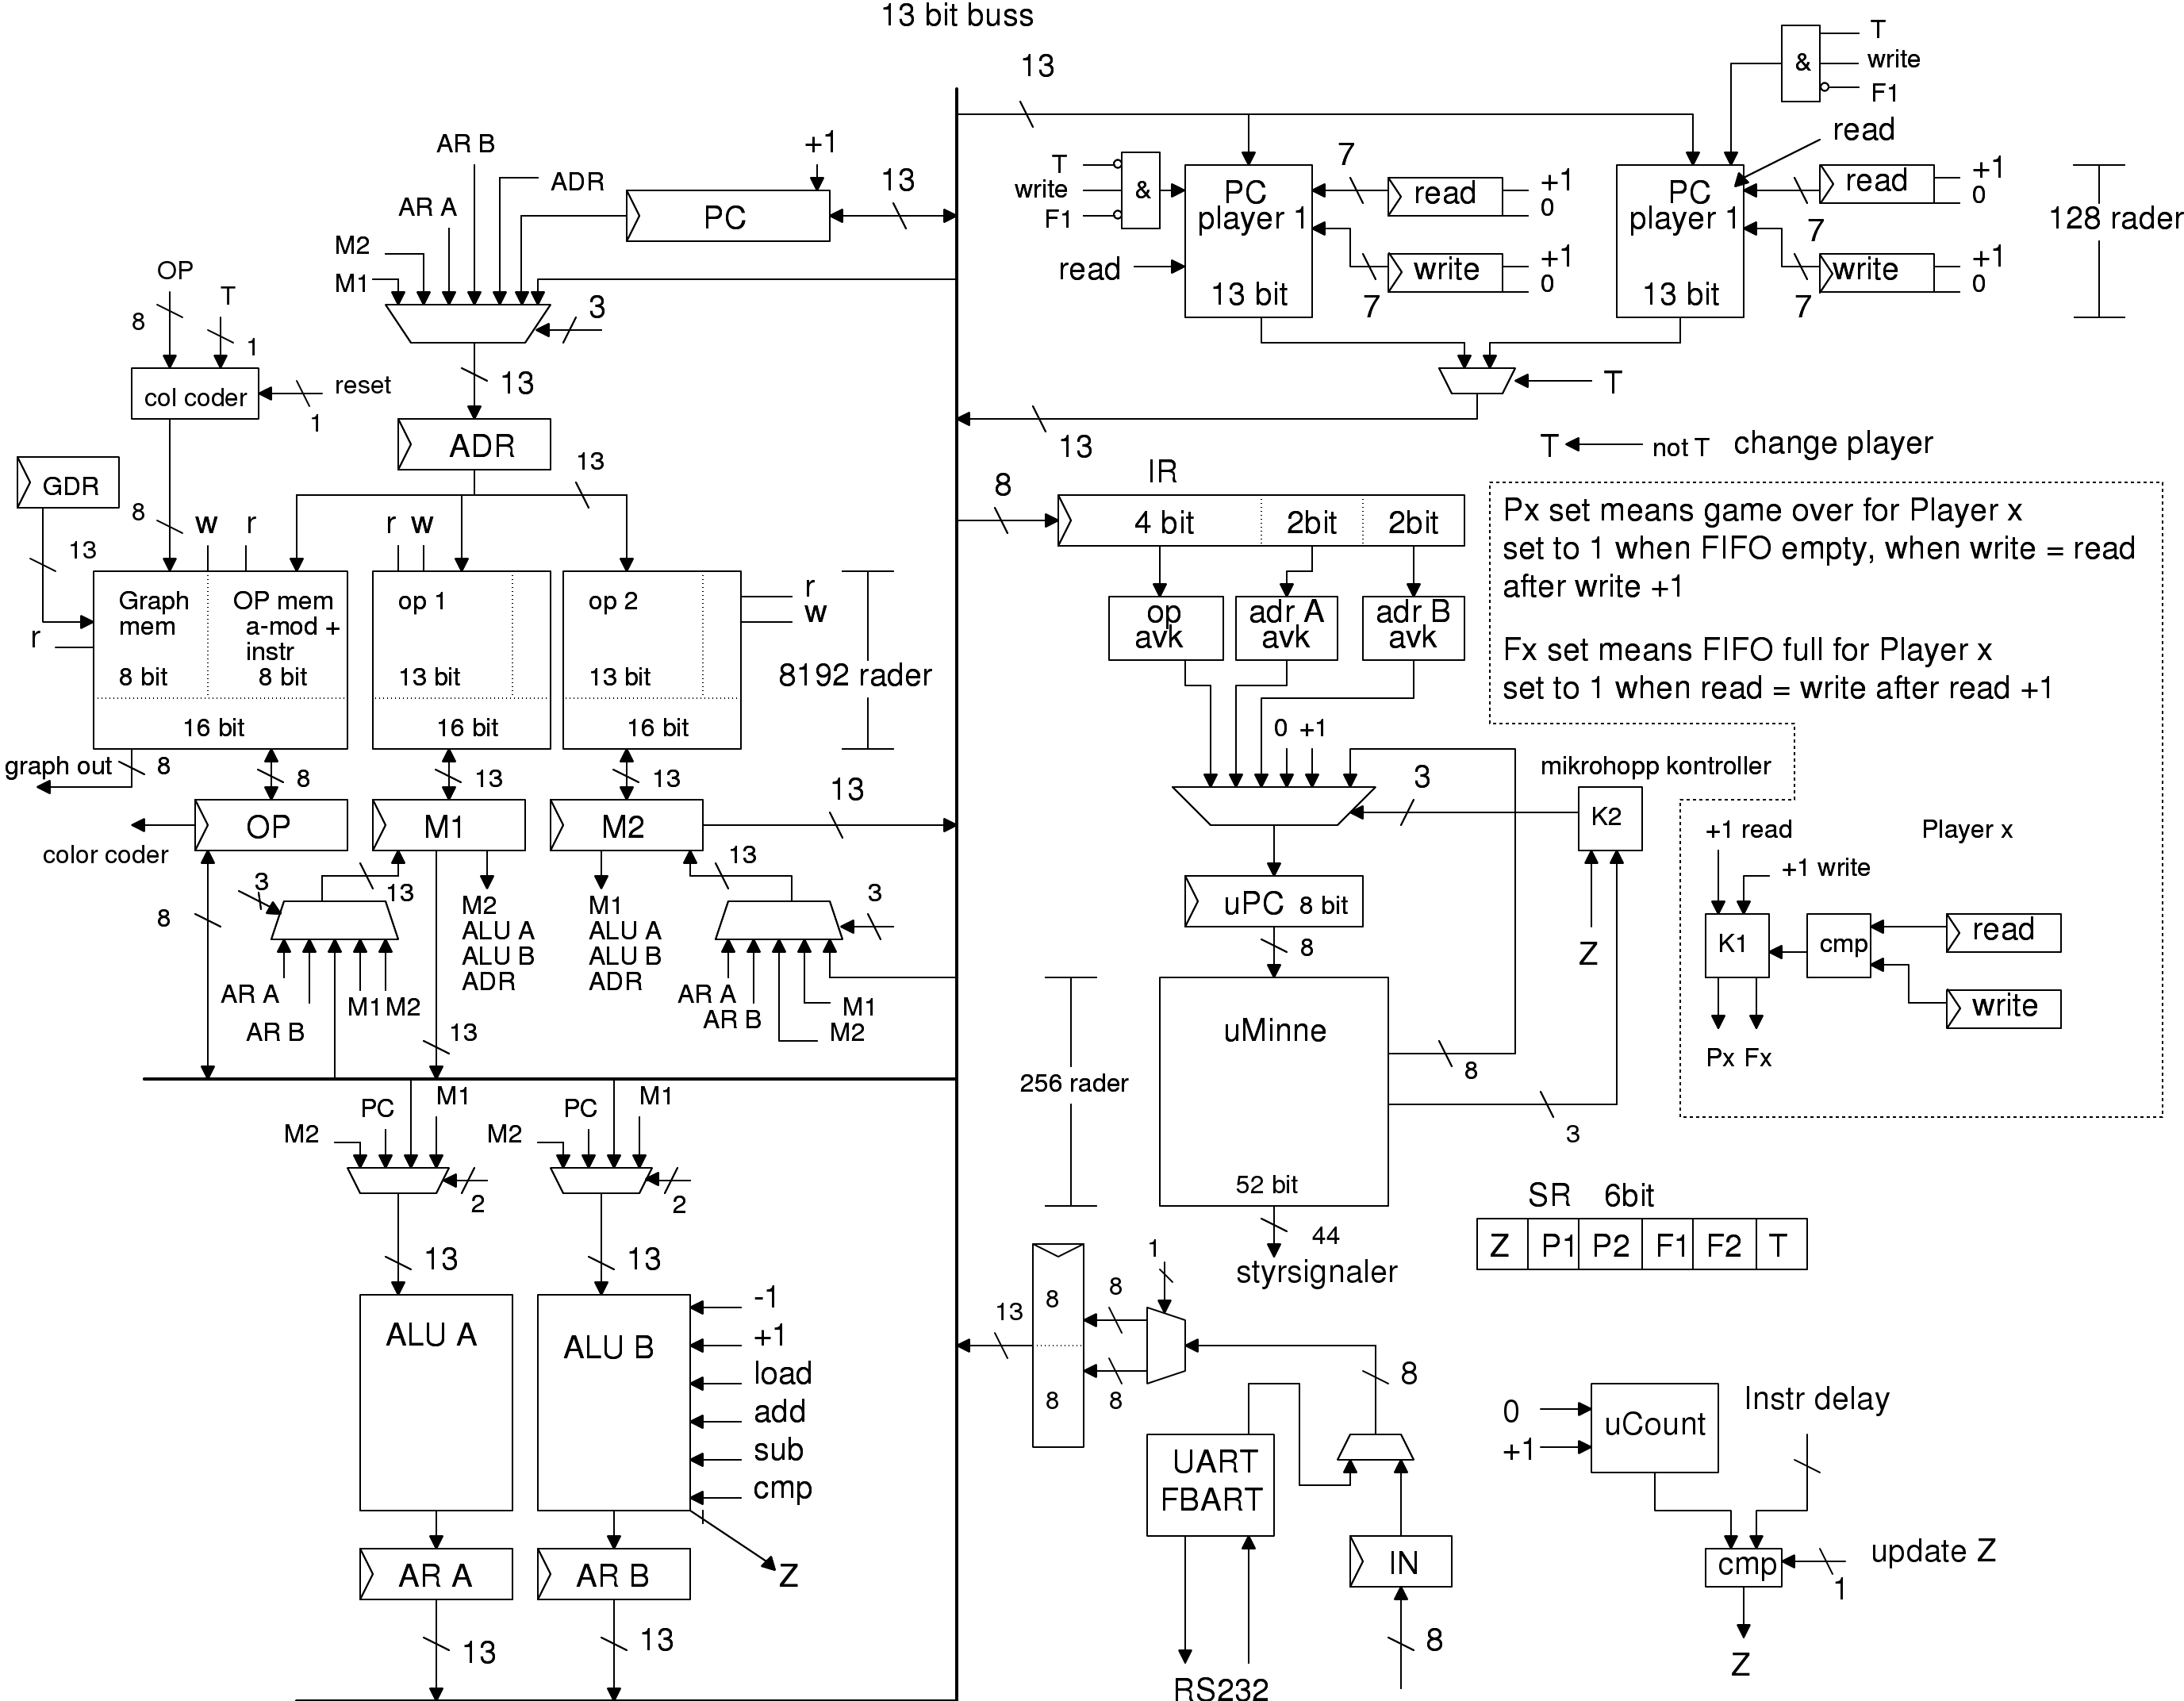 13 bit buss
13
T
write
F1
&
read
AR B
+1
ADR
PC
13
AR A
M2
M1
3
OP
T
8
1
col coder
reset
1
13
ADR
T
write
F1
&
read
PC
player 1
13 bit
7
read
+1
0
write
+1
0
7
PC
player 1
13 bit
read
+1
0
7
write
+1
0
7
128 rader
T
13
T
not T
change player
GDR
13
8
w
r
r
w
13
r
Graph
mem
8 bit
OP mem
a-mod +
instr
8 bit
16 bit
op 1
13 bit
16 bit
op 2
13 bit
16 bit
r
w
8192 rader
graph out
8
8
13
13
13
OP
M1
M2
color coder
8
3
13
13
3
M2
ALU A
ALU B
ADR
M1
ALU A
ALU B
ADR
AR A
AR B
M1
M2
AR A
AR B
M1
M2
13
IR
8
4 bit
2bit
2bit
op
avk
adr A
avk
adr B
avk
0
+1
3
mikrohopp kontroller
K2
Z
uPC 8 bit
8
uMinne
52 bit
256 rader
8
3
44
styrsignaler
Px set means game over for Player x
set to 1 when FIFO empty, when write = read
after write +1
Fx set means FIFO full for Player x
set to 1 when read = write after read +1
+1 read
Player x
+1 write
K1
cmp
read
write
Px
Fx
SR
6bit
Z
P1
P2
F1
F2
T
M2
PC
M1
2
M2
PC
M1
2
13
13
ALU A
ALU B
-1
+1
load
add
sub
cmp
Z
AR A
AR B
13
13
13
8
8
8
8
1
8
UART
FBART
RS232
IN
8
0
+1
uCount
Instr delay
cmp
update Z
1
Z